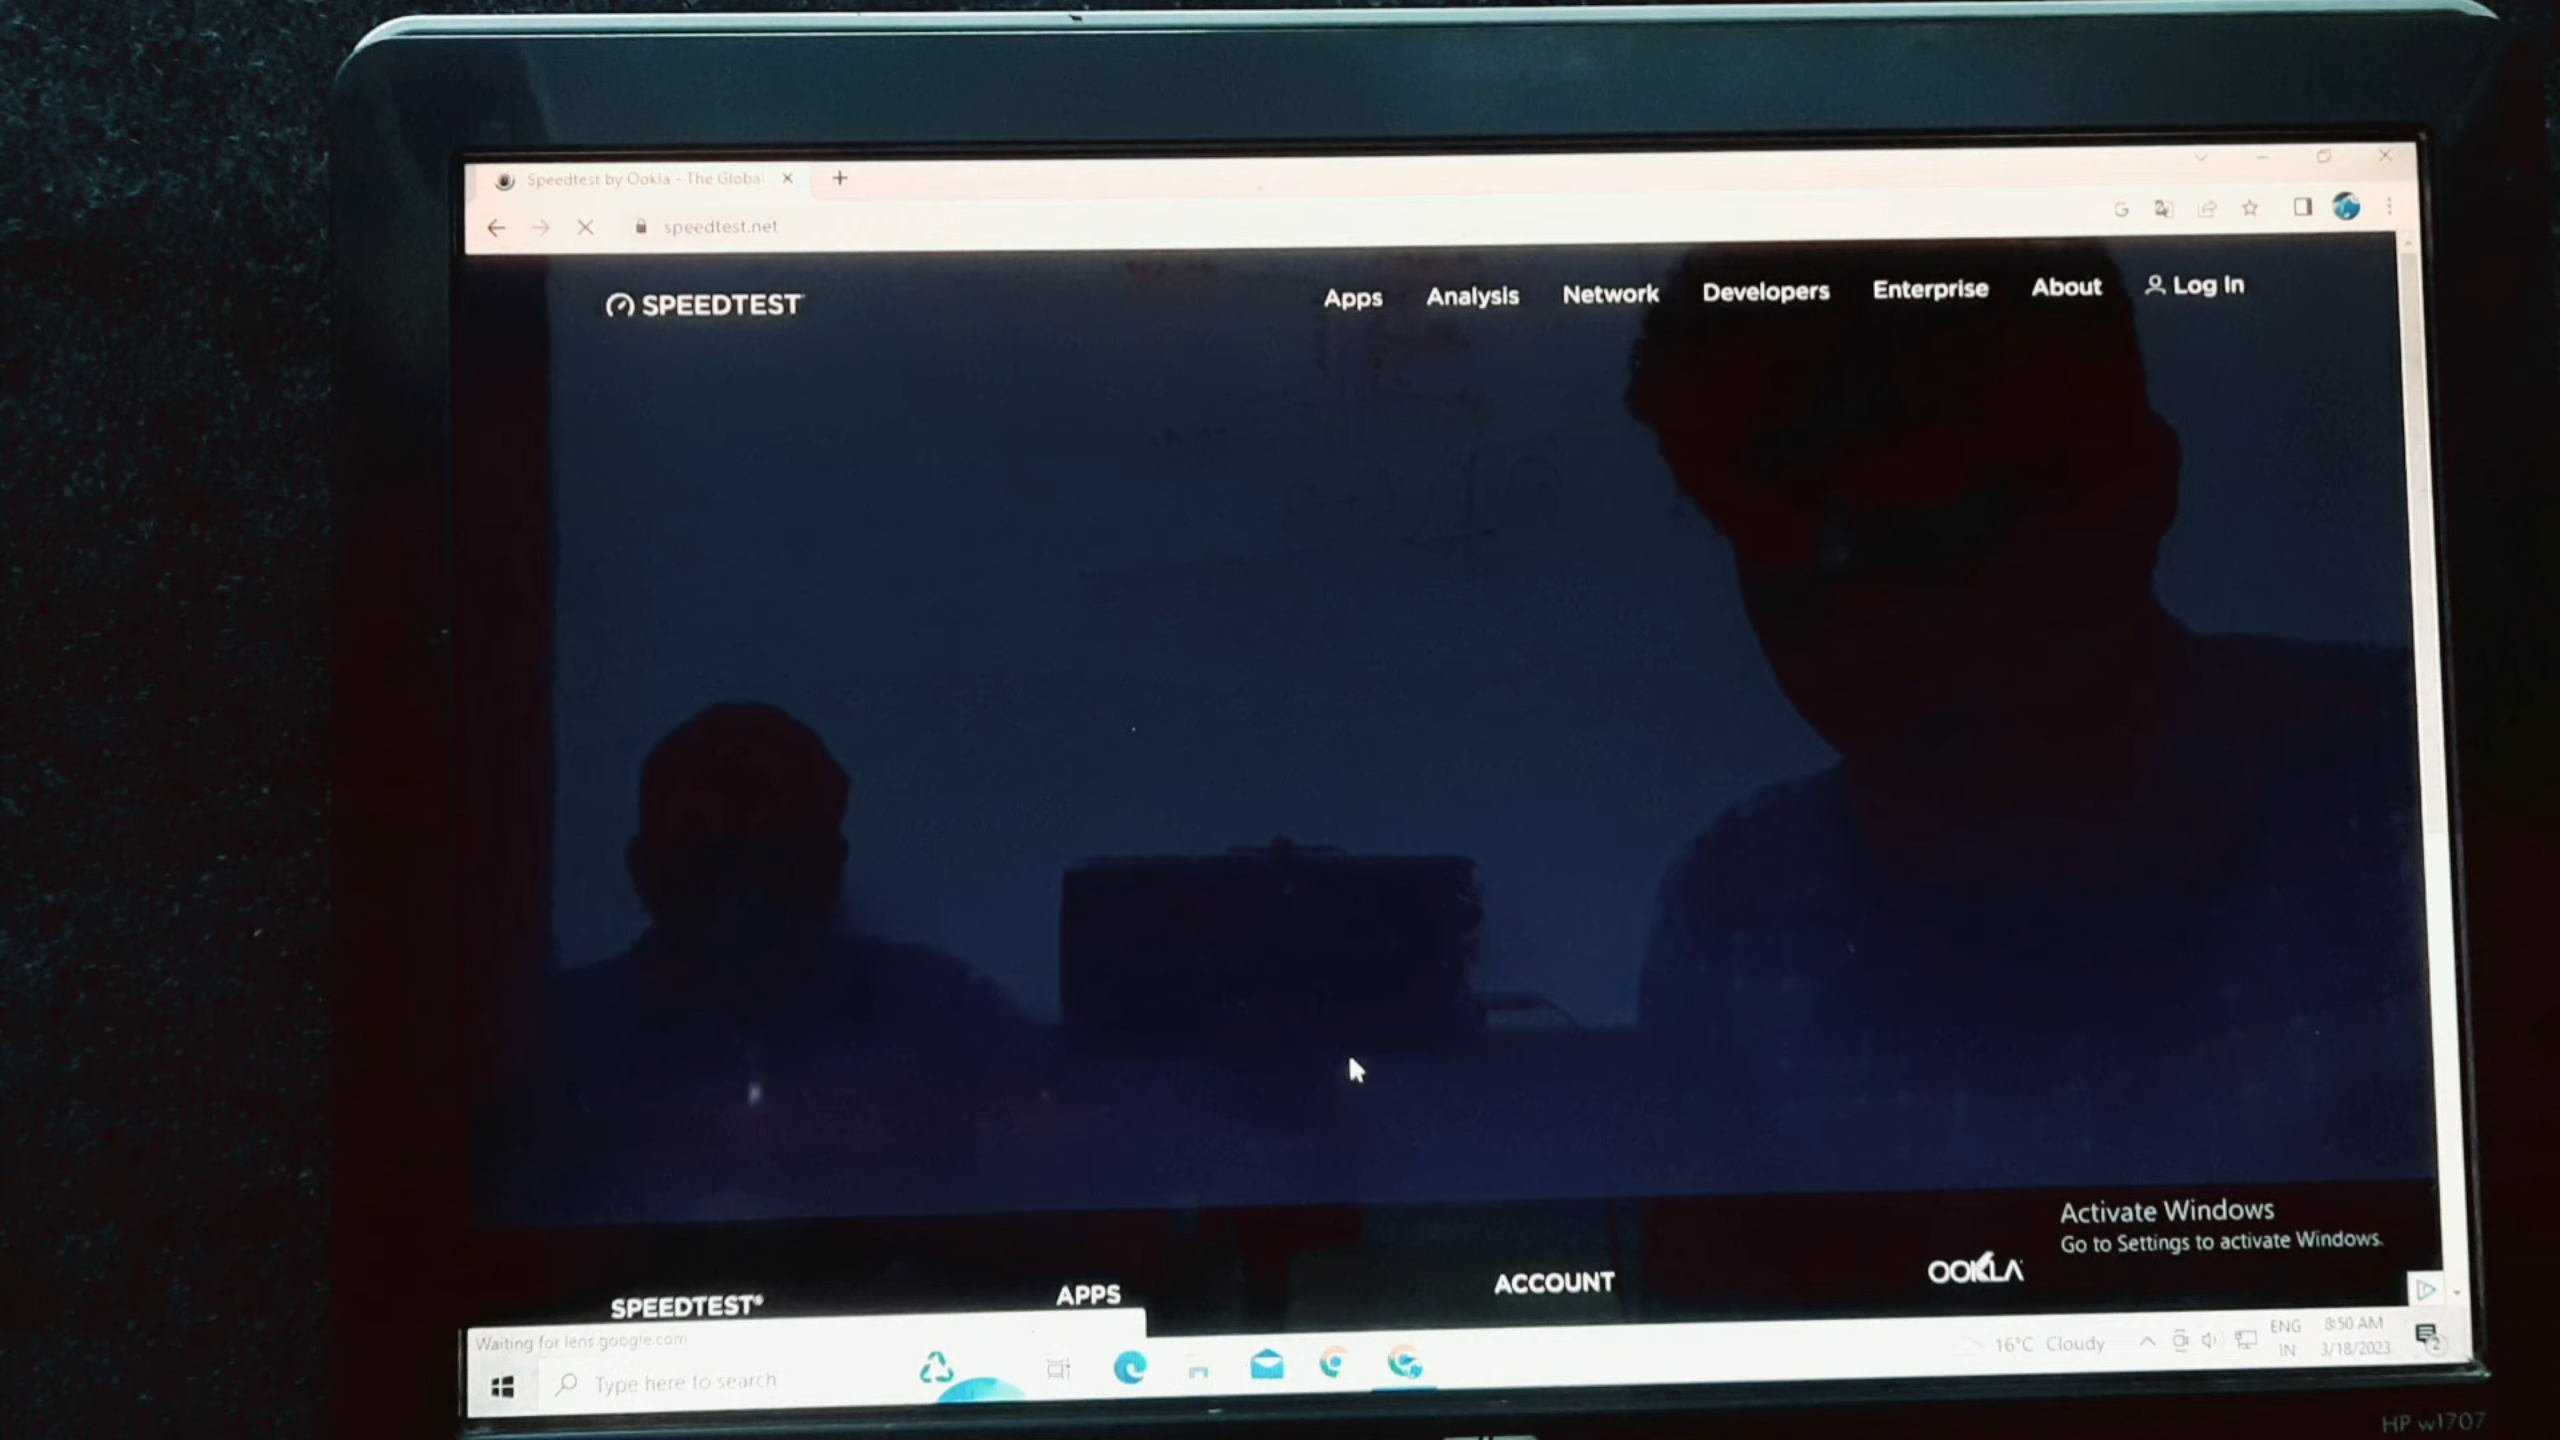 Speedtest by Ookla - The Global
speedtest.net
SPEEDTEST
Apps Analysis Network Developers Enterprise About Log In
Activate Windows
Go to Settings to activate Windows.
SPEEDTEST® APPS ACCOUNT OOKLA
Waiting for lens.google.com
Type here to search
16°C Cloudy
ENG
IN
8:50 AM
3/18/2023
2
HP w1707